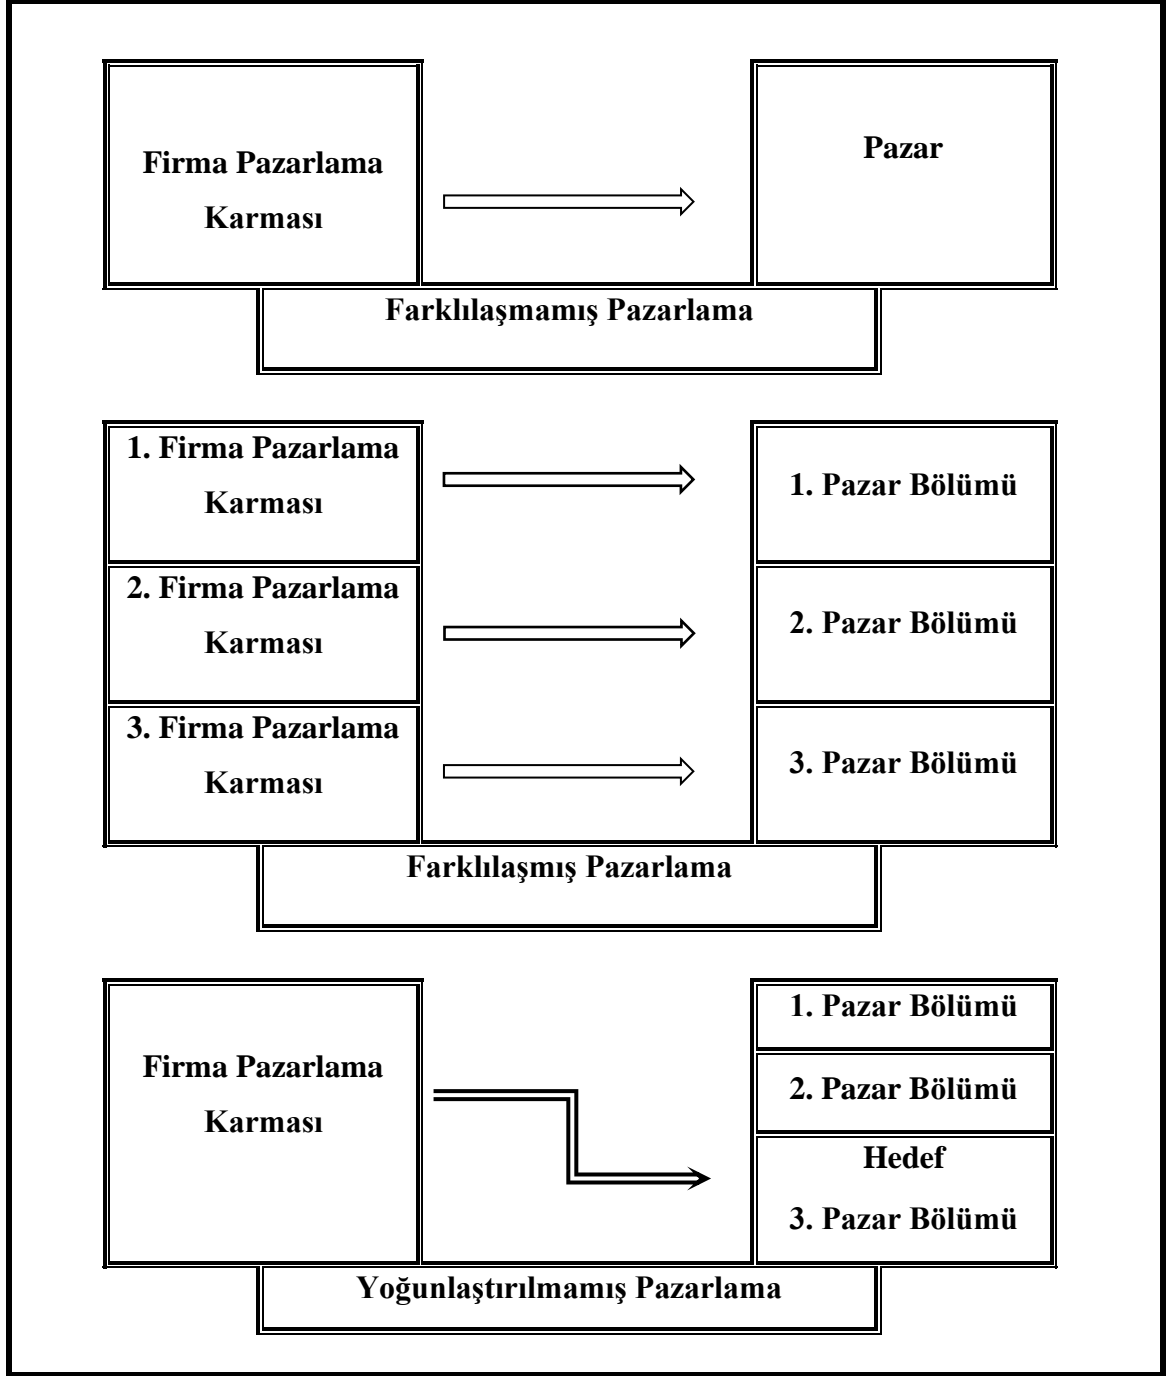 Firma Pazarlama
Karması
Pazar
Farklılaşmamış Pazarlama
1. Firma Pazarlama
Karması
1. Pazar Bölümü
2. Firma Pazarlama
Karması
2. Pazar Bölümü
3. Firma Pazarlama
Karması
3. Pazar Bölümü
Farklılaşmış Pazarlama
Firma Pazarlama
Karması
1. Pazar Bölümü
2. Pazar Bölümü
Hedef
3. Pazar Bölümü
Yoğunlaştırılmamış Pazarlama